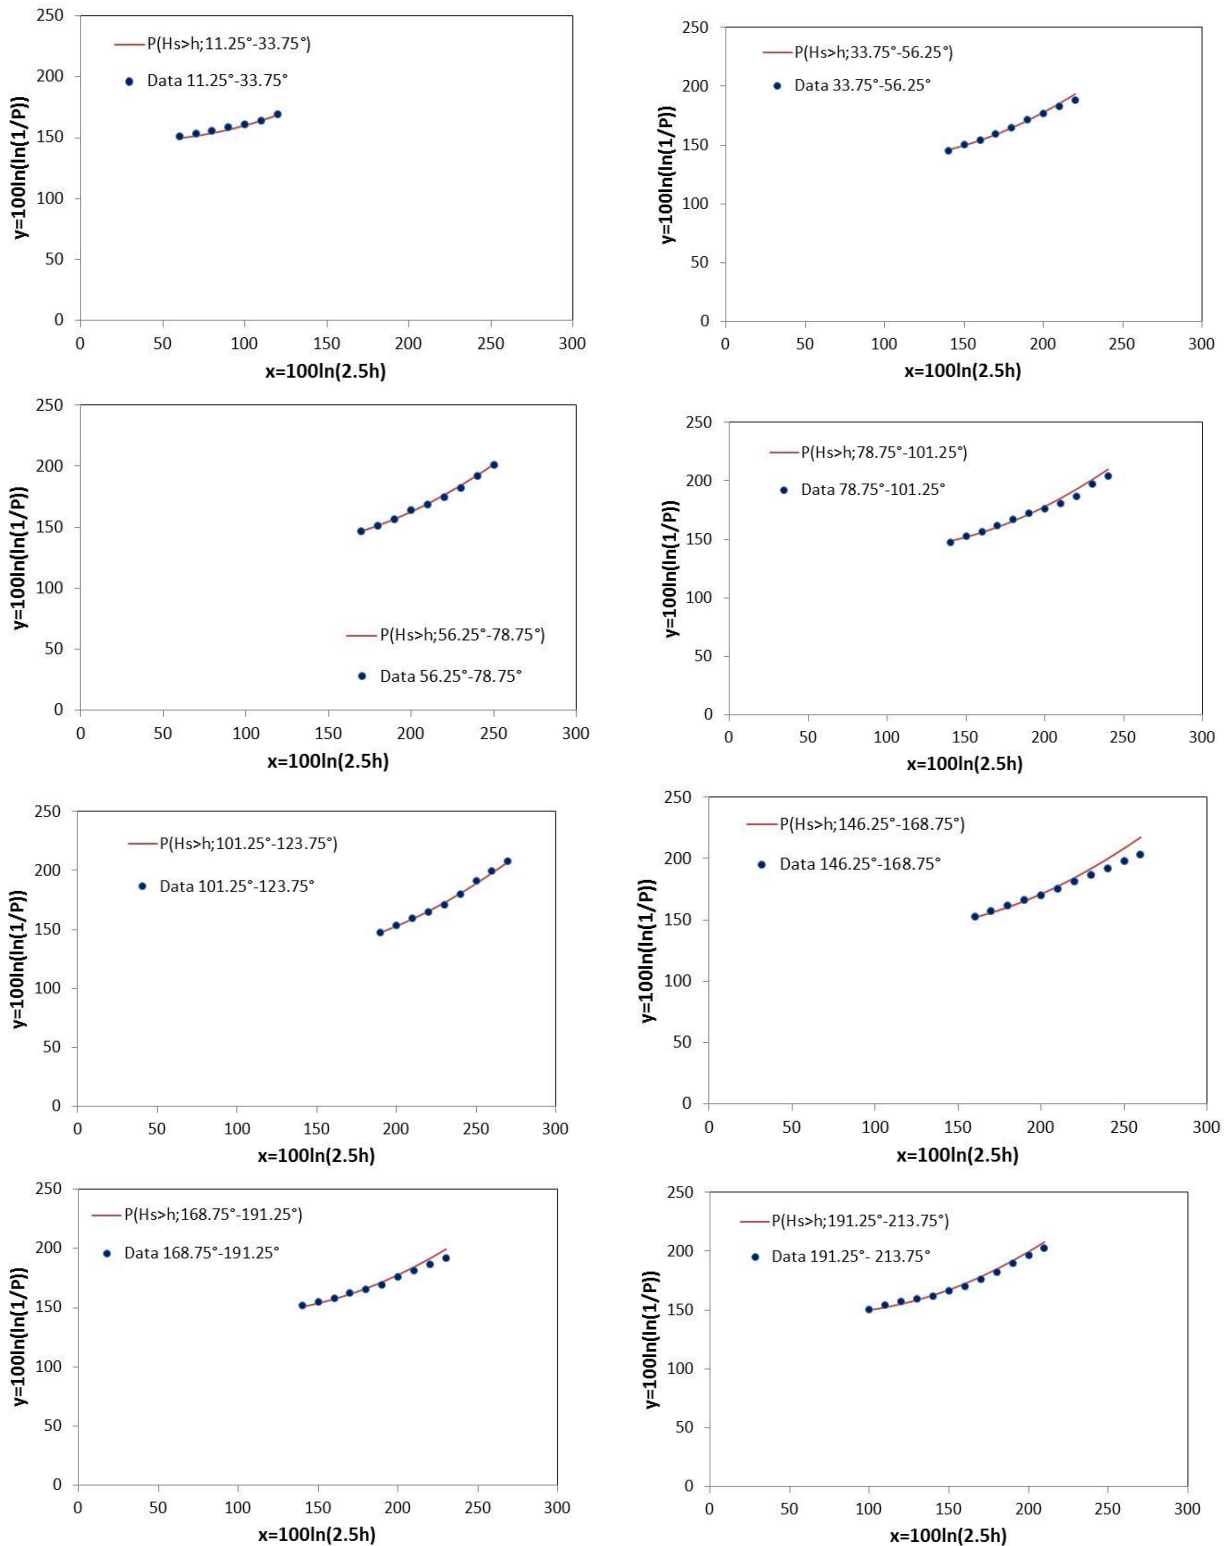 250
P(Hs>h;11.25°-33.75°)
200
Data 11.25°-33.75°
150
100
50
0
0 50 100 150 200 250 300
y=100ln(ln(1/P))
x=100ln(2.5h)
250
P(Hs>h;33.75°-56.25°)
200
Data 33.75°-56.25°
150
100
50
0
0 50 100 150 200 250 300
y=100ln(ln(1/P))
x=100ln(2.5h)
250
200
150
100
P(Hs>h;56.25°-78.75°)
50
Data 56.25°-78.75°
0
0 50 100 150 200 250 300
y=100ln(ln(1/P))
x=100ln(2.5h)
250
P(Hs>h;78.75°-101.25°)
200
Data 78.75°-101.25°
150
100
50
0
0 50 100 150 200 250 300
y=100ln(ln(1/P))
x=100ln(2.5h)
250
P(Hs>h;101.25°-123.75°)
200
Data 101.25°-123.75°
150
100
50
0
0 50 100 150 200 250 300
y=100ln(ln(1/P))
x=100ln(2.5h)
250
P(Hs>h;146.25°-168.75°)
200
Data 146.25°-168.75°
150
100
50
0
0 50 100 150 200 250 300
y=100ln(ln(1/P))
x=100ln(2.5h)
250
P(Hs>h;168.75°-191.25°)
200
Data 168.75°-191.25°
150
100
50
0
0 50 100 150 200 250 300
y=100ln(ln(1/P))
x=100ln(2.5h)
250
P(Hs>h;191.25°-213.75°)
200
Data 191.25°- 213.75°
150
100
50
0
0 50 100 150 200 250 300
y=100ln(ln(1/P))
x=100ln(2.5h)